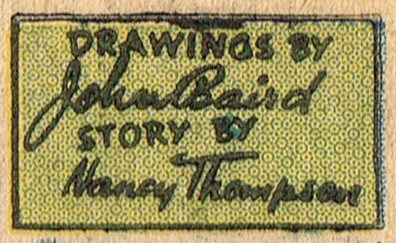 DRAWINGS BY
John Baird
STORY BY
Nancy Thompson